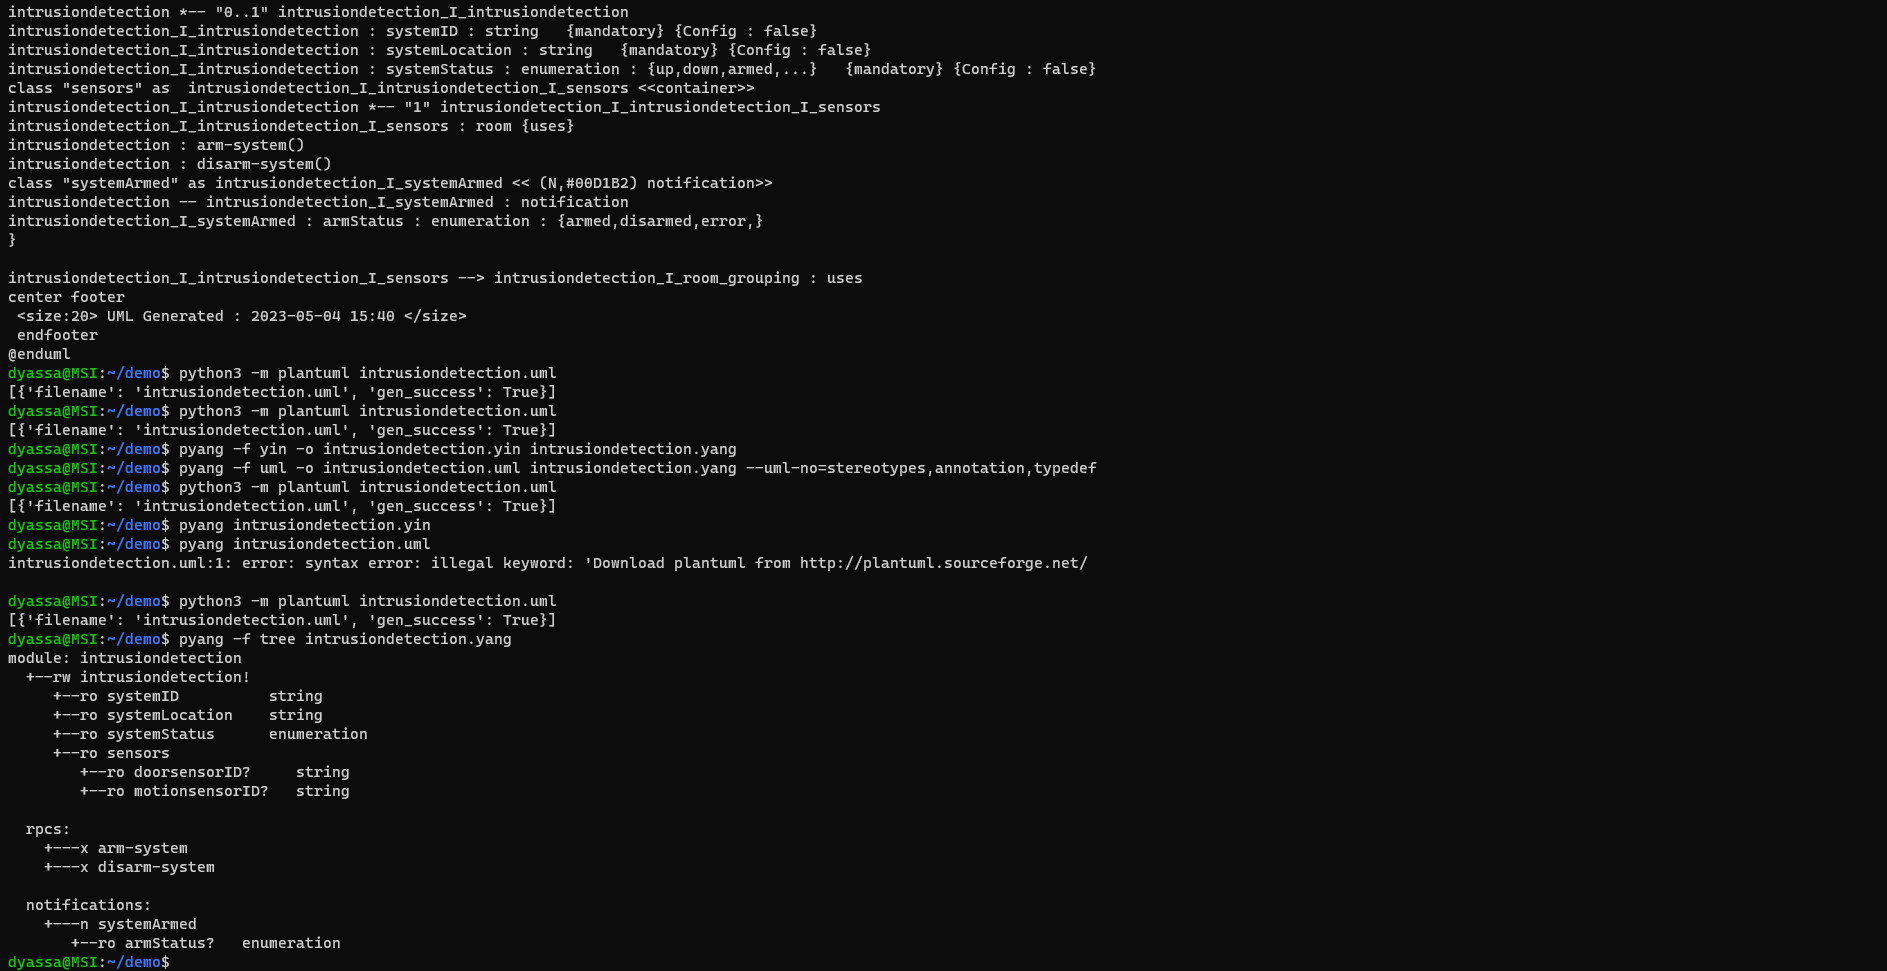 intrusiondetection *-- "0..1" intrusiondetection_I_intrusiondetection
intrusiondetection_I_intrusiondetection : systemID : string   {mandatory} {Config : false}
intrusiondetection_I_intrusiondetection : systemLocation : string   {mandatory} {Config : false}
intrusiondetection_I_intrusiondetection : systemStatus : enumeration : {up,down,armed,...}   {mandatory} {Config : false}
class "sensors" as  intrusiondetection_I_intrusiondetection_I_sensors <<container>>
intrusiondetection_I_intrusiondetection *-- "1" intrusiondetection_I_intrusiondetection_I_sensors
intrusiondetection_I_intrusiondetection_I_sensors : room {uses}
intrusiondetection : arm-system()
intrusiondetection : disarm-system()
class "systemArmed" as intrusiondetection_I_systemArmed << (N,#00D1B2) notification>>
intrusiondetection -- intrusiondetection_I_systemArmed : notification
intrusiondetection_I_systemArmed : armStatus : enumeration : {armed,disarmed,error,}
}
intrusiondetection_I_intrusiondetection_I_sensors --> intrusiondetection_I_room_grouping : uses
center footer
 <size:20> UML Generated : 2023-05-04 15:40 </size>
 endfooter
@enduml
dyassa@MSI:~/demo$ python3 -m plantuml intrusiondetection.uml
[{'filename': 'intrusiondetection.uml', 'gen_success': True}]
dyassa@MSI:~/demo$ python3 -m plantuml intrusiondetection.uml
[{'filename': 'intrusiondetection.uml', 'gen_success': True}]
dyassa@MSI:~/demo$ pyang -f yin -o intrusiondetection.yin intrusiondetection.yang
dyassa@MSI:~/demo$ pyang -f uml -o intrusiondetection.uml intrusiondetection.yang --uml-no=stereotypes,annotation,typedef
dyassa@MSI:~/demo$ python3 -m plantuml intrusiondetection.uml
[{'filename': 'intrusiondetection.uml', 'gen_success': True}]
dyassa@MSI:~/demo$ pyang intrusiondetection.yin
dyassa@MSI:~/demo$ pyang intrusiondetection.uml
intrusiondetection.uml:1: error: syntax error: illegal keyword: 'Download plantuml from http://plantuml.sourceforge.net/
dyassa@MSI:~/demo$ python3 -m plantuml intrusiondetection.uml
[{'filename': 'intrusiondetection.uml', 'gen_success': True}]
dyassa@MSI:~/demo$ pyang -f tree intrusiondetection.yang
module: intrusiondetection
  +--rw intrusiondetection!
     +--ro systemID          string
     +--ro systemLocation    string
     +--ro systemStatus      enumeration
     +--ro sensors
        +--ro doorsensorID?     string
        +--ro motionsensorID?   string
  rpcs:
    +---x arm-system
    +---x disarm-system
  notifications:
    +---n systemArmed
       +--ro armStatus?   enumeration
dyassa@MSI:~/demo$